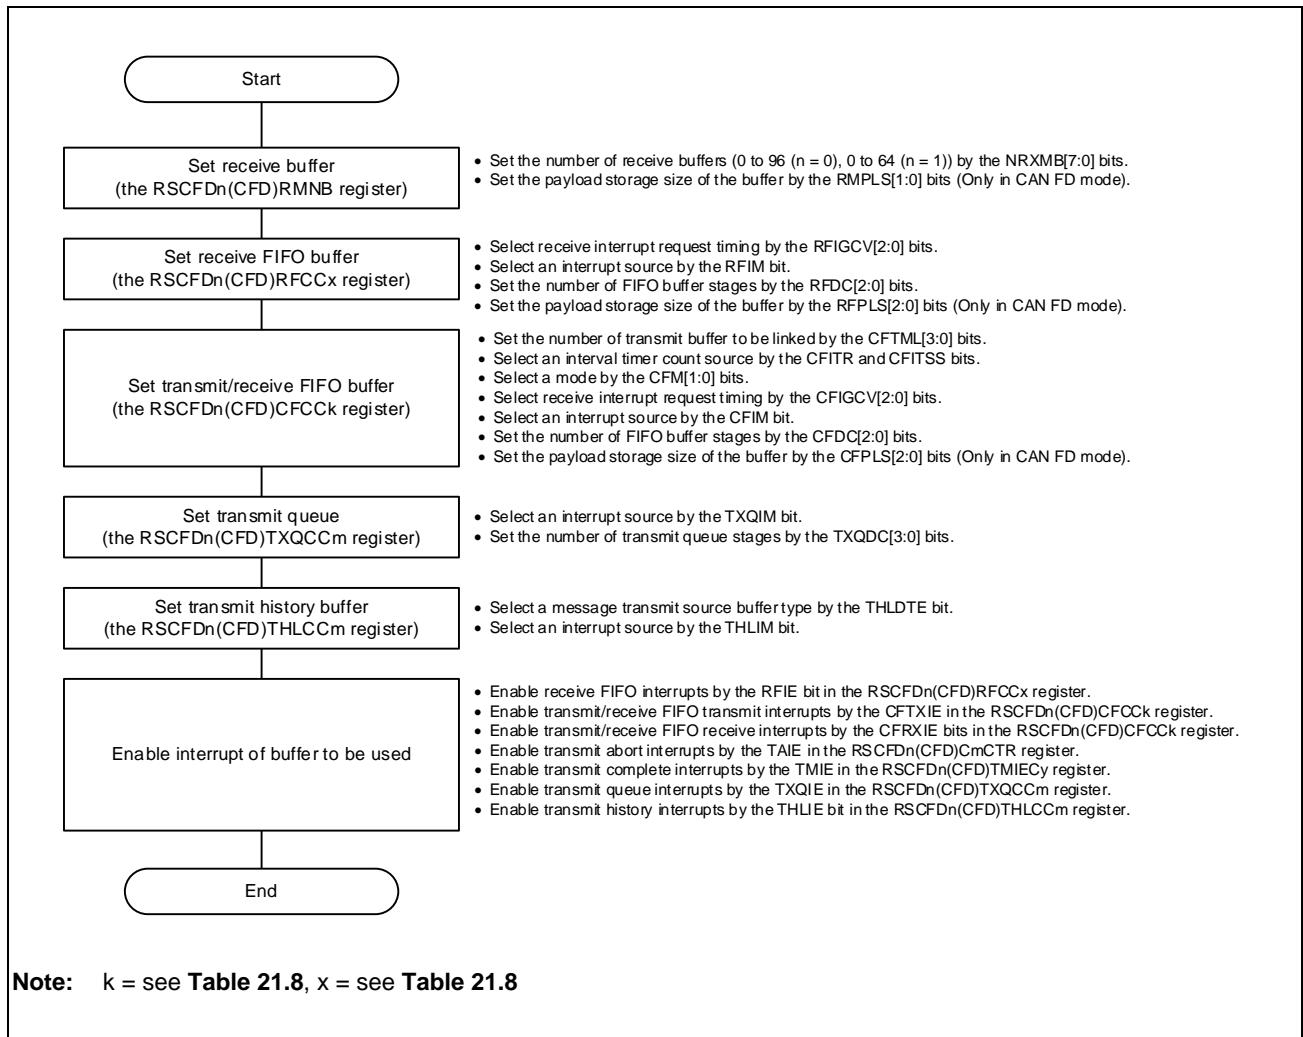 Start
Set receive buffer
(the RSCFDn(CFD)RMNB register)
• Set the number of receive buffers (0 to 96 (n = 0), 0 to 64 (n = 1)) by the NRXMB[7:0] bits.
• Set the payload storage size of the buffer by the RMPLS[1:0] bits (Only in CAN FD mode).
Set receive FIFO buffer
(the RSCFDn(CFD)RFCCx register)
• Select receive interrupt request timing by the RFIGCV[2:0] bits.
• Select an interrupt source by the RFIM bit.
• Set the number of FIFO buffer stages by the RFDC[2:0] bits.
• Set the payload storage size of the buffer by the RFPLS[2:0] bits (Only in CAN FD mode).
Set transmit/receive FIFO buffer
(the RSCFDn(CFD)CFCCk register)
• Set the number of transmit buffer to be linked by the CFTML[3:0] bits.
• Select an interval timer count source by the CFITR and CFITSS bits.
• Select a mode by the CFM[1:0] bits.
• Select receive interrupt request timing by the CFIGCV[2:0] bits.
• Select an interrupt source by the CFIM bit.
• Set the number of FIFO buffer stages by the CFDC[2:0] bits.
• Set the payload storage size of the buffer by the CFPLS[2:0] bits (Only in CAN FD mode).
Set transmit queue
(the RSCFDn(CFD)TXQCCm register)
• Select an interrupt source by the TXQIM bit.
• Set the number of transmit queue stages by the TXQDC[3:0] bits.
Set transmit history buffer
(the RSCFDn(CFD)THLCCm register)
• Select a message transmit source buffer type by the THLDTE bit.
• Select an interrupt source by the THLIM bit.
Enable interrupt of buffer to be used
• Enable receive FIFO interrupts by the RFIE bit in the RSCFDn(CFD)RFCCx register.
• Enable transmit/receive FIFO transmit interrupts by the CFTXIE in the RSCFDn(CFD)CFCCk register.
• Enable transmit/receive FIFO receive interrupts by the CFRXIE bits in the RSCFDn(CFD)CFCCk register.
• Enable transmit abort interrupts by the TAIE in the RSCFDn(CFD)CmCTR register.
• Enable transmit complete interrupts by the TMIE in the RSCFDn(CFD)TMIECy register.
• Enable transmit queue interrupts by the TXQIE in the RSCFDn(CFD)TXQCCm register.
• Enable transmit history interrupts by the THLIE bit in the RSCFDn(CFD)THLCCm register.
End
Note: k = see Table 21.8, x = see Table 21.8